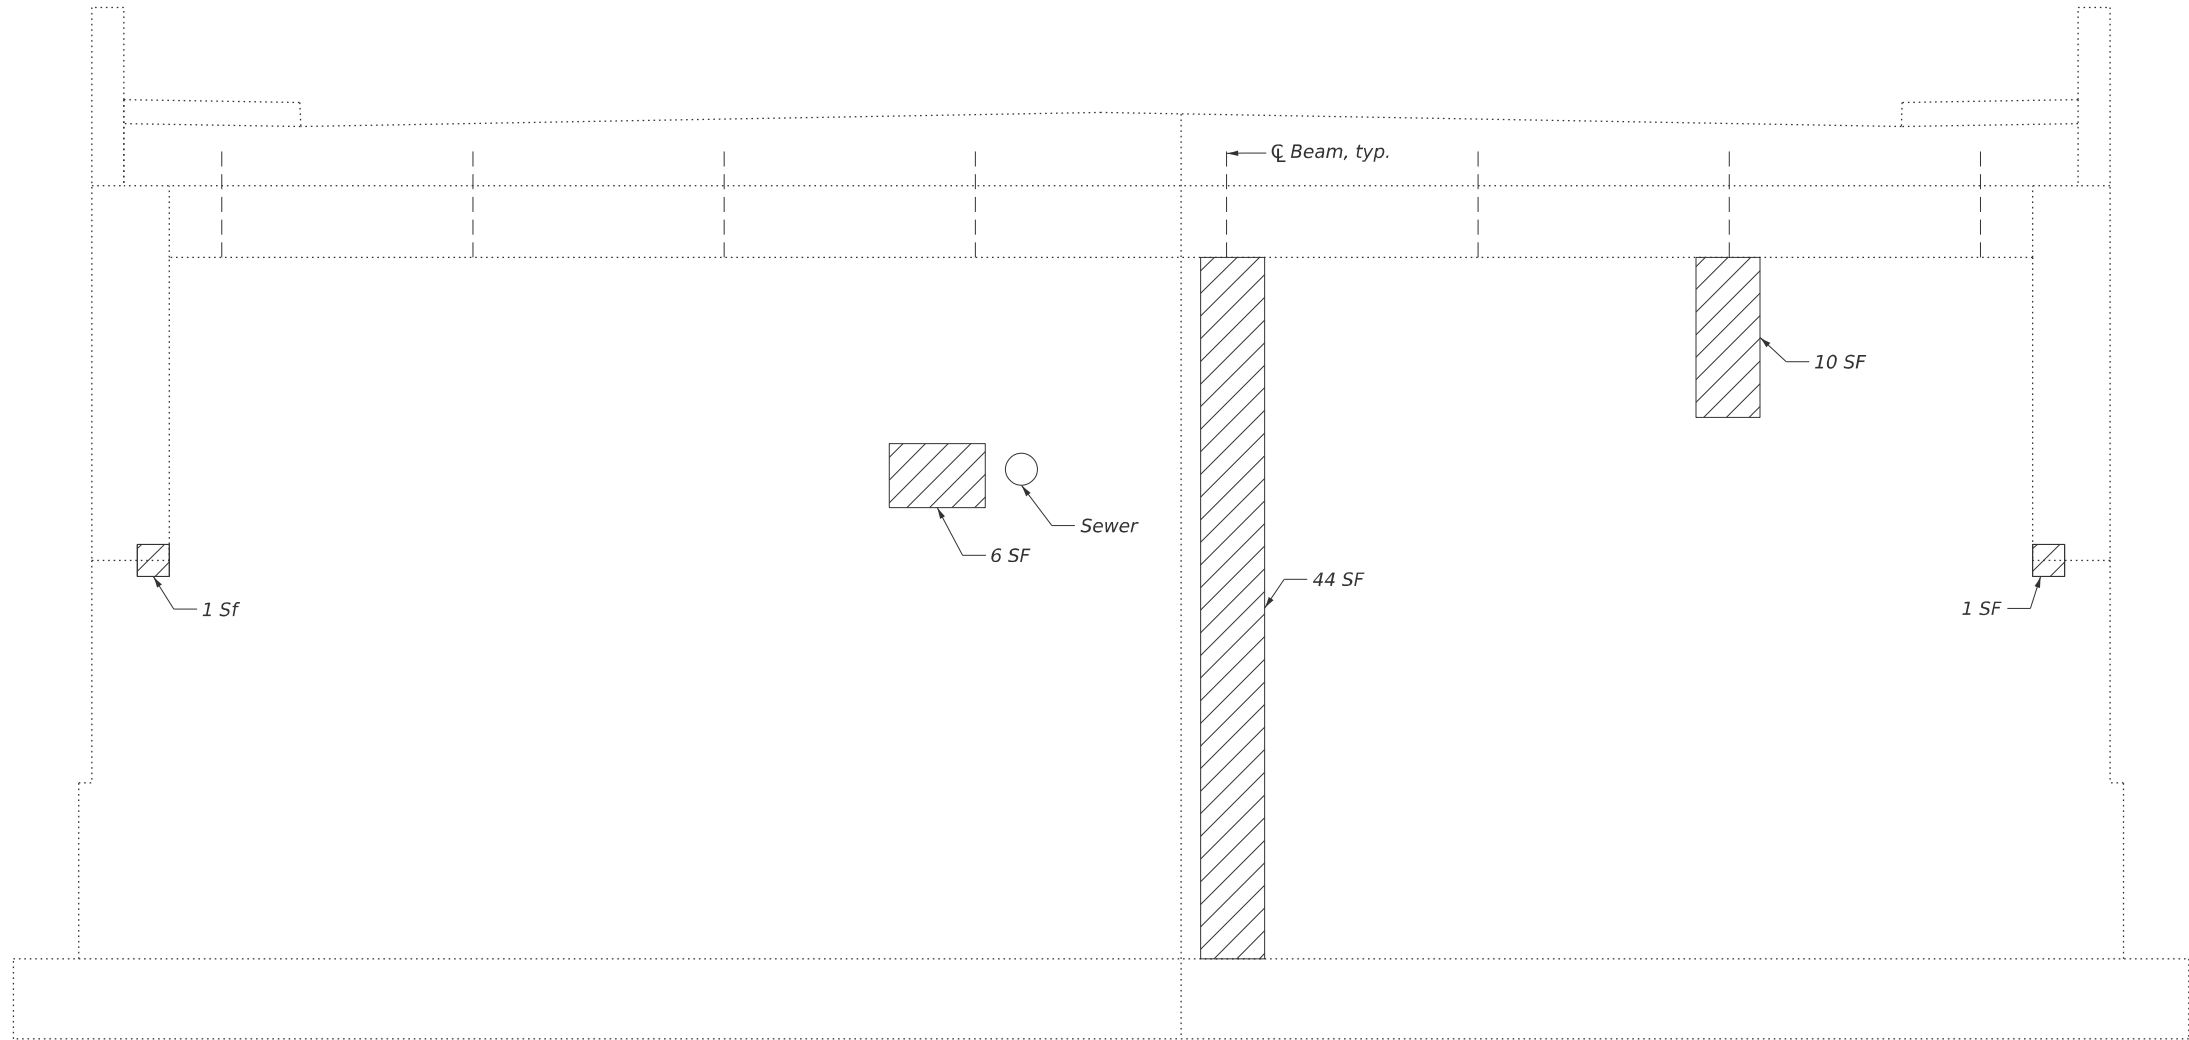 ℄ Beam, typ.
10 SF
Sewer
6 SF
44 SF
1 Sf
1 SF